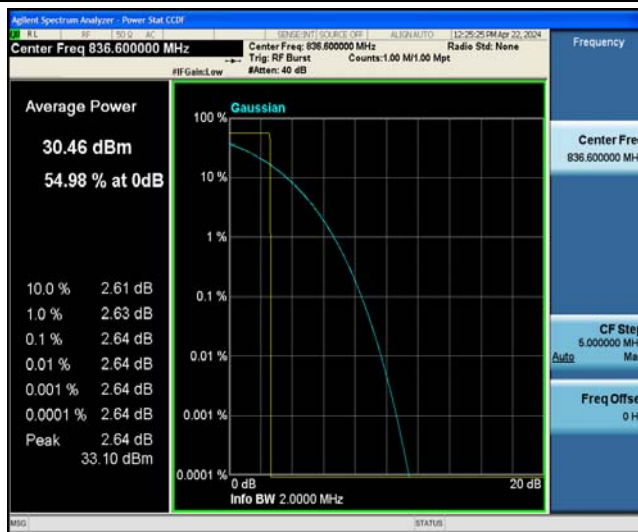 Agilent Spectrum Analyzer - Power Stat CCDF
RL RF 50 Ω AC SENSE:INT SOURCE OFF ALIGN AUTO 12:25:25 PM Apr 22, 2024
Center Freq 836.600000 MHz
Center Freq: 836.600000 MHz Radio Std: None
Trig: RF Burst Counts:1.00 M/1.00 Mpt
#IFGain:Low #Atten: 40 dB
Frequency
Average Power
30.46 dBm
54.98 % at 0dB
10.0 % 2.61 dB
1.0 % 2.63 dB
0.1 % 2.64 dB
0.01 % 2.64 dB
0.001 % 2.64 dB
0.0001 % 2.64 dB
Peak 2.64 dB
33.10 dBm
Gaussian
100 %
10 %
1 %
0.1 %
0.01 %
0.001 %
0.0001 %
0 dB 20 dB
Info BW 2.0000 MHz
Center Fre
836.600000 MH
CF Ste
5.000000 MH
Auto Ma
Freq Offse
0 H
MSG STATUS